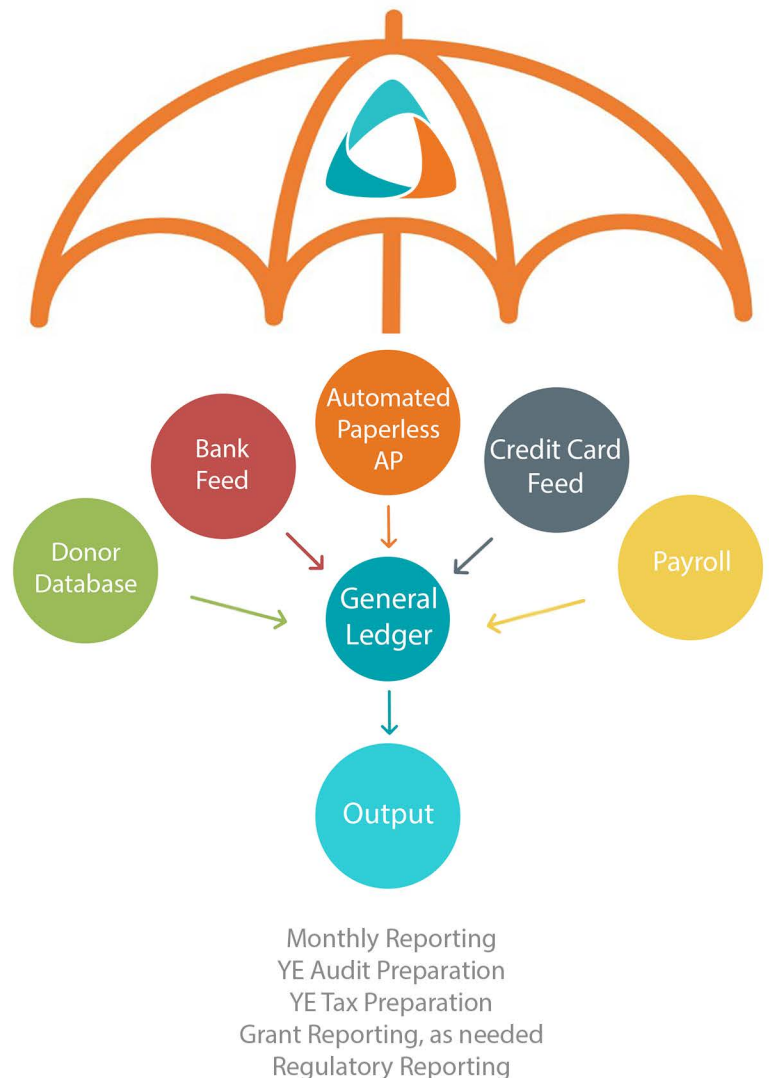 Automated
Paperless
AP
Bank
Feed
Credit Card
Feed
Donor
Database
Payroll
General
Ledger
Output
Monthly Reporting
YE Audit Preparation
YE Tax Preparation
Grant Reporting, as needed
Regulatory Reporting